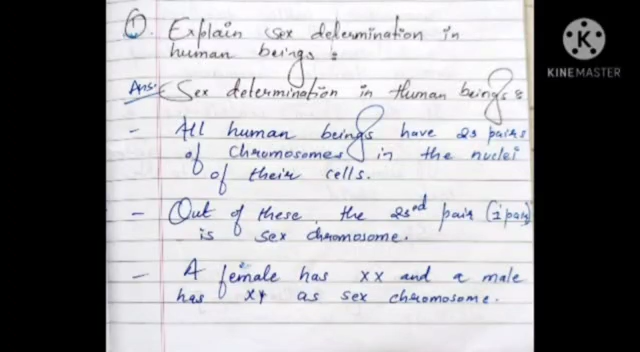 Q. Explain sex determination in
human beings :
Ans:- Sex determination in Human beings :
- All human beings have 23 pairs
of chromosomes in the nuclei
of their cells.
- Out of these, the 23rd pair (1 pair)
is sex chromosome.
- A female has XX and a male
has XY as sex chromosome.
K
KINEMASTER